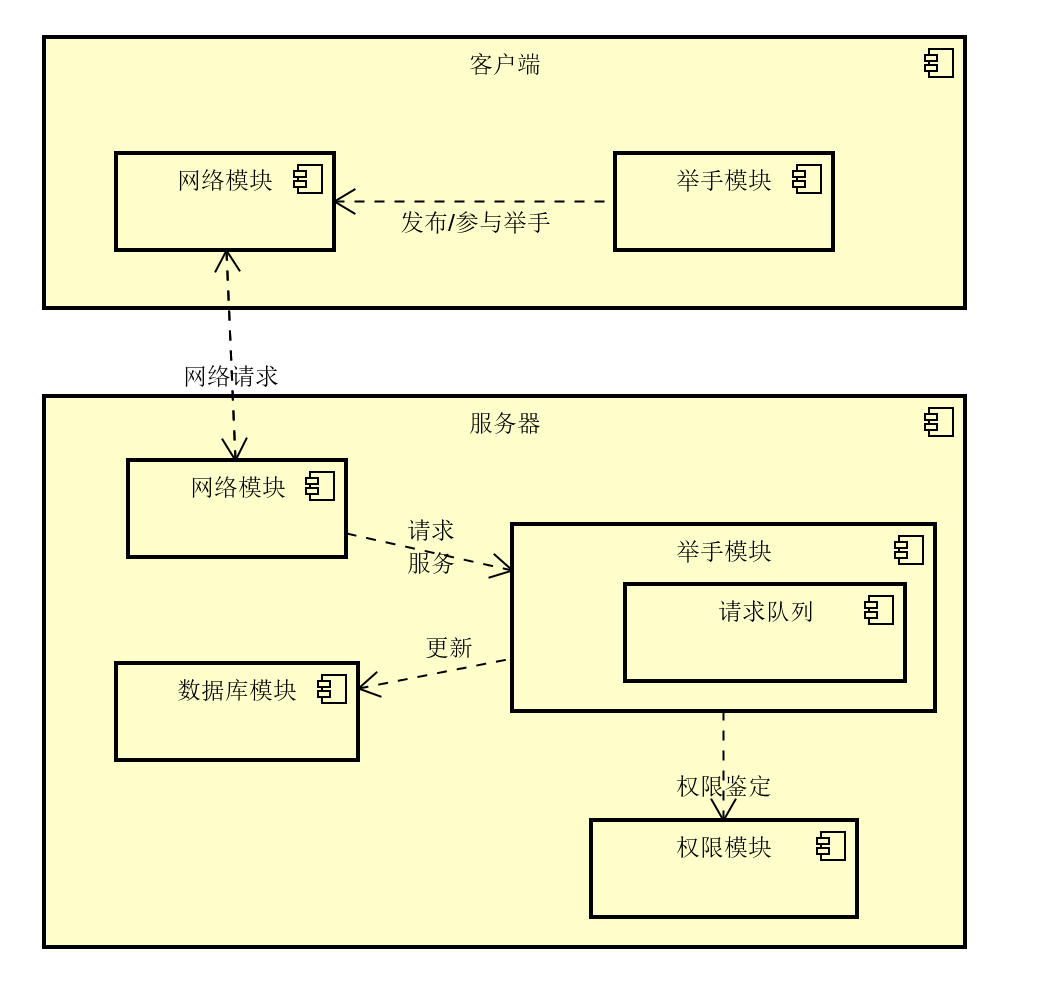 客户端
网络模块
举手模块
发布/参与举手
网络请求
服务器
网络模块
请求
服务
举手模块
请求队列
更新
数据库模块
权限鉴定
权限模块